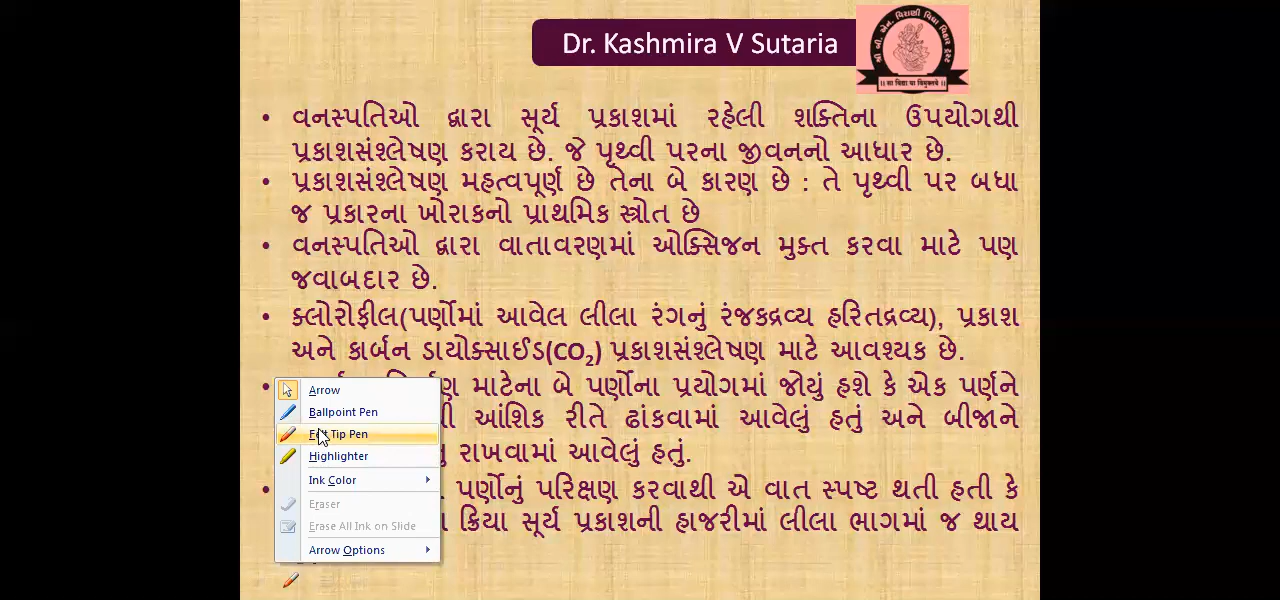 Dr. Kashmira V Sutaria
શ્રી બી. એન. વિરાણી વિદ્યા વિહાર ટ્રસ્ટ
|| सा विद्या या विमुक्तये ||
• વનસ્પતિઓ દ્વારા સૂર્ય પ્રકાશમાં રહેલી શક્તિના ઉપયોગથી
પ્રકાશસંશ્લેષણ કરાય છે. જે પૃથ્વી પરના જીવનનો આધાર છે.
• પ્રકાશસંશ્લેષણ મહત્વપૂર્ણ છે તેના બે કારણ છે : તે પૃથ્વી પર બધા
જ પ્રકારના ખોરાકનો પ્રાથમિક સ્ત્રોત છે
• વનસ્પતિઓ દ્વારા વાતાવરણમાં ઓક્સિજન મુક્ત કરવા માટે પણ
જવાબદાર છે.
• ક્લોરોફીલ(પર્ણોમાં આવેલ લીલા રંગનું રંજકદ્રવ્ય હરિતદ્રવ્ય), પ્રકાશ
અને કાર્બન ડાયોક્સાઈડ(CO₂) પ્રકાશસંશ્લેષણ માટે આવશ્યક છે.
• માટેના બે પર્ણોના પ્રયોગમાં જોયું હશે કે એક પર્ણને
આંશિક રીતે ઢાંકવામાં આવેલું હતું અને બીજાને
રાખવામાં આવેલું હતું.
• પર્ણોનું પરિક્ષણ કરવાથી એ વાત સ્પષ્ટ થતી હતી કે
ક્રિયા સૂર્ય પ્રકાશની હાજરીમાં લીલા ભાગમાં જ થાય
Arrow
Ballpoint Pen
Felt Tip Pen
Highlighter
Ink Color
Eraser
Erase All Ink on Slide
Arrow Options